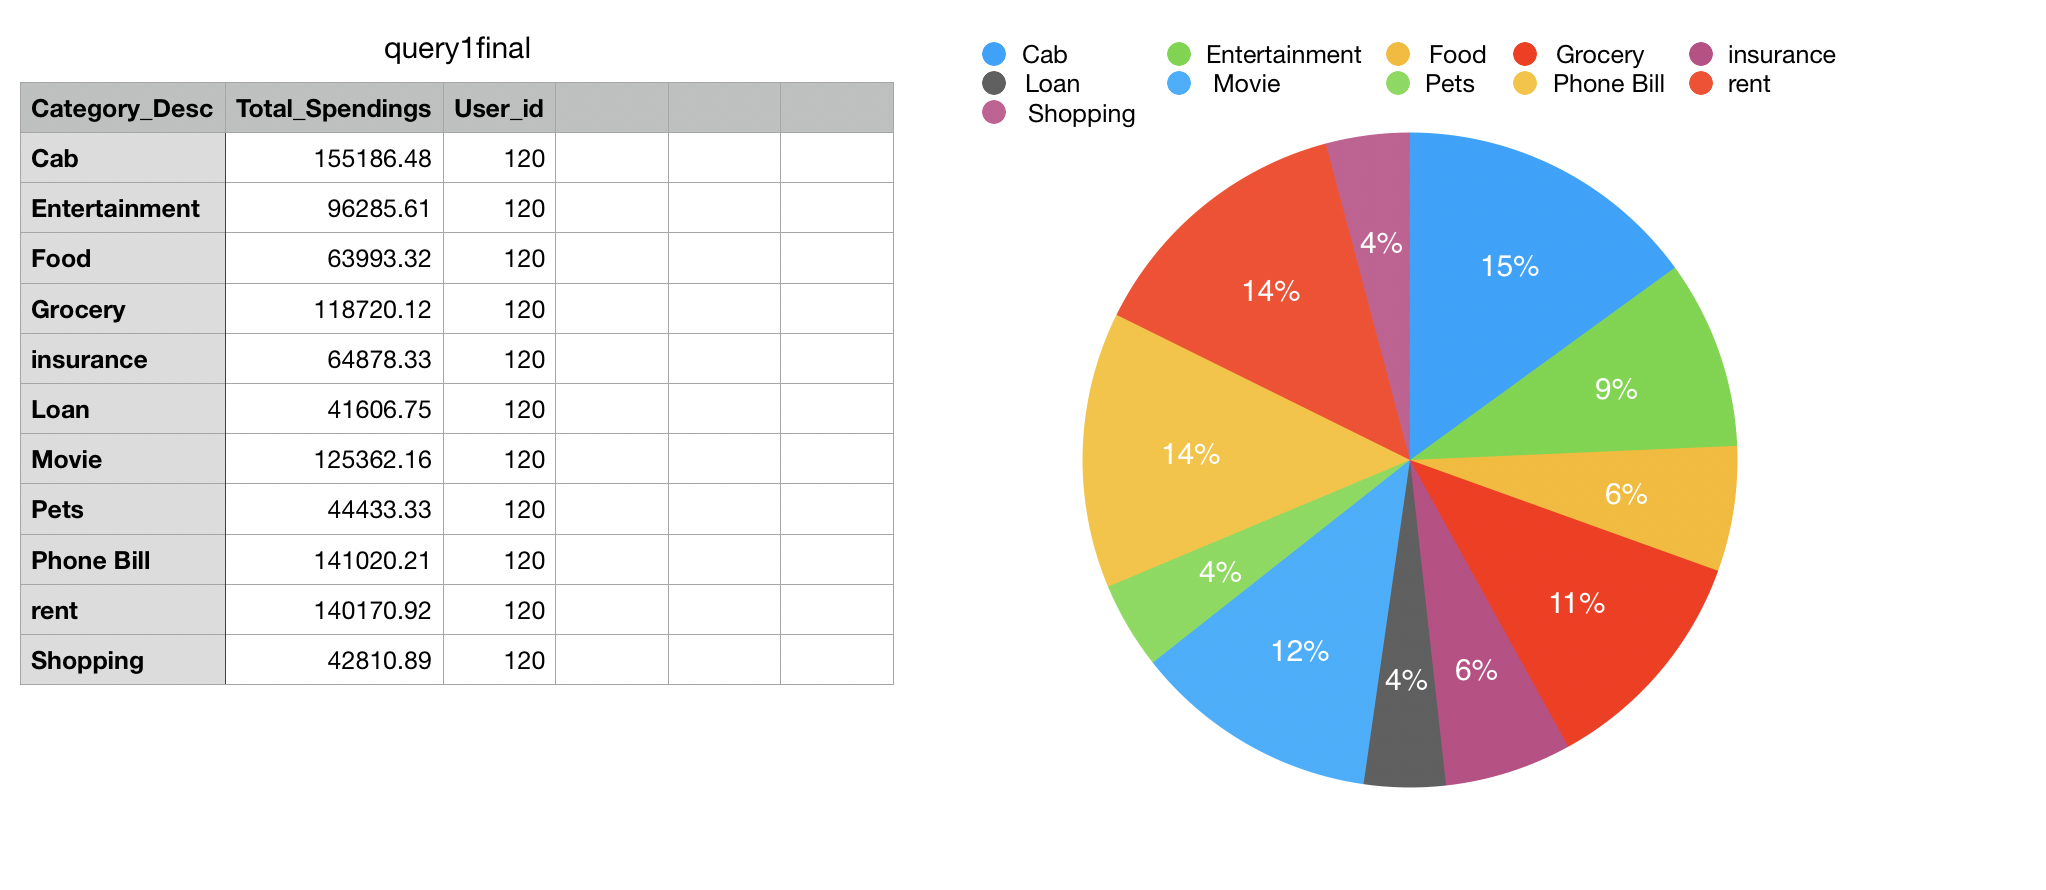 query1final
Category_Desc Total_Spendings User_id
Cab 155186.48 120
Entertainment 96285.61 120
Food 63993.32 120
Grocery 118720.12 120
insurance 64878.33 120
Loan 41606.75 120
Movie 125362.16 120
Pets 44433.33 120
Phone Bill 141020.21 120
rent 140170.92 120
Shopping 42810.89 120
Cab Entertainment Food Grocery insurance
Loan Movie Pets Phone Bill rent
Shopping
4%
15%
14%
9%
14%
6%
4%
11%
12%
6%
4%